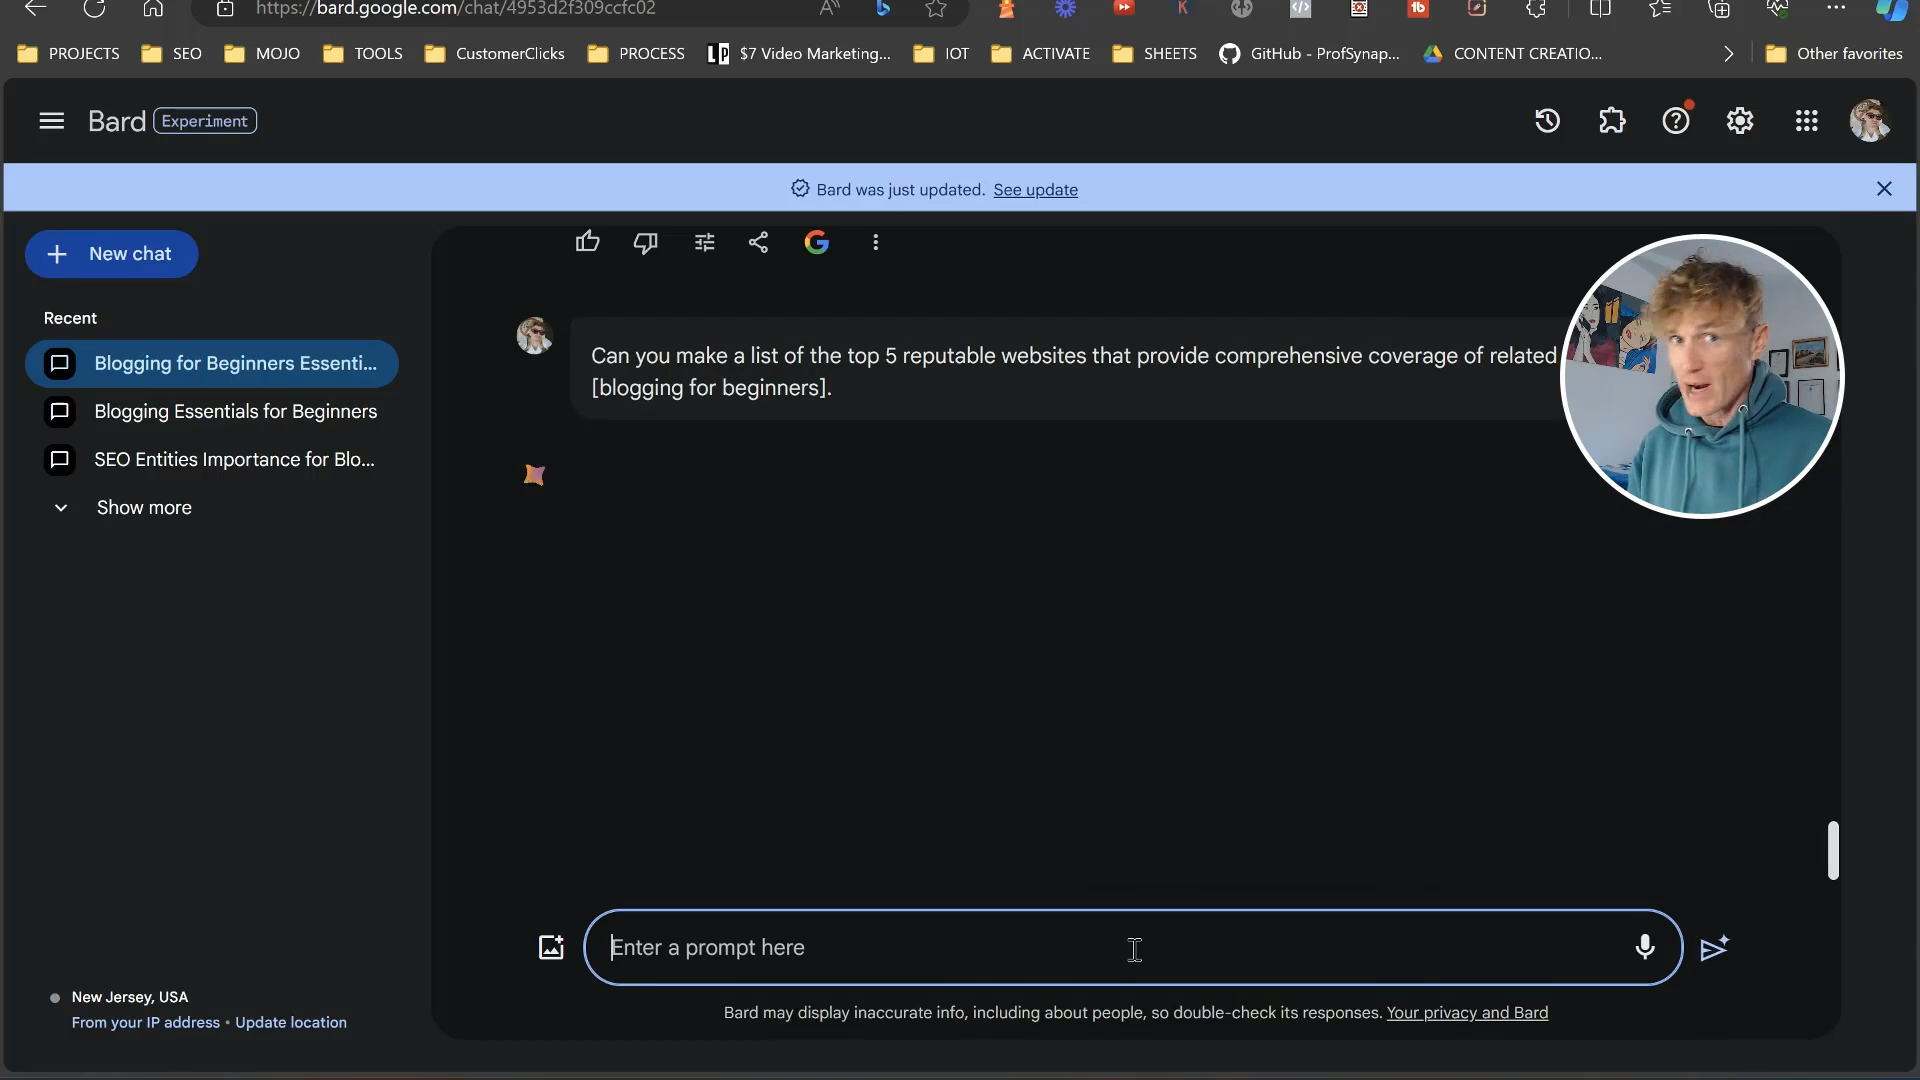 https://bard.google.com/chat/4953d2f309ccfc02
PROJECTS
SEO
MOJO
TOOLS
CustomerClicks
PROCESS
LP
$7 Video Marketing...
IOT
ACTIVATE
SHEETS
GitHub - ProfSynap...
CONTENT CREATIO...
Other favorites
Bard Experiment
Bard was just updated. See update
New chat
Recent
Blogging for Beginners Essenti...
Blogging Essentials for Beginners
SEO Entities Importance for Blo...
Show more
Can you make a list of the top 5 reputable websites that provide comprehensive coverage of related
[blogging for beginners].
Enter a prompt here
New Jersey, USA
From your IP address • Update location
Bard may display inaccurate info, including about people, so double-check its responses. Your privacy and Bard